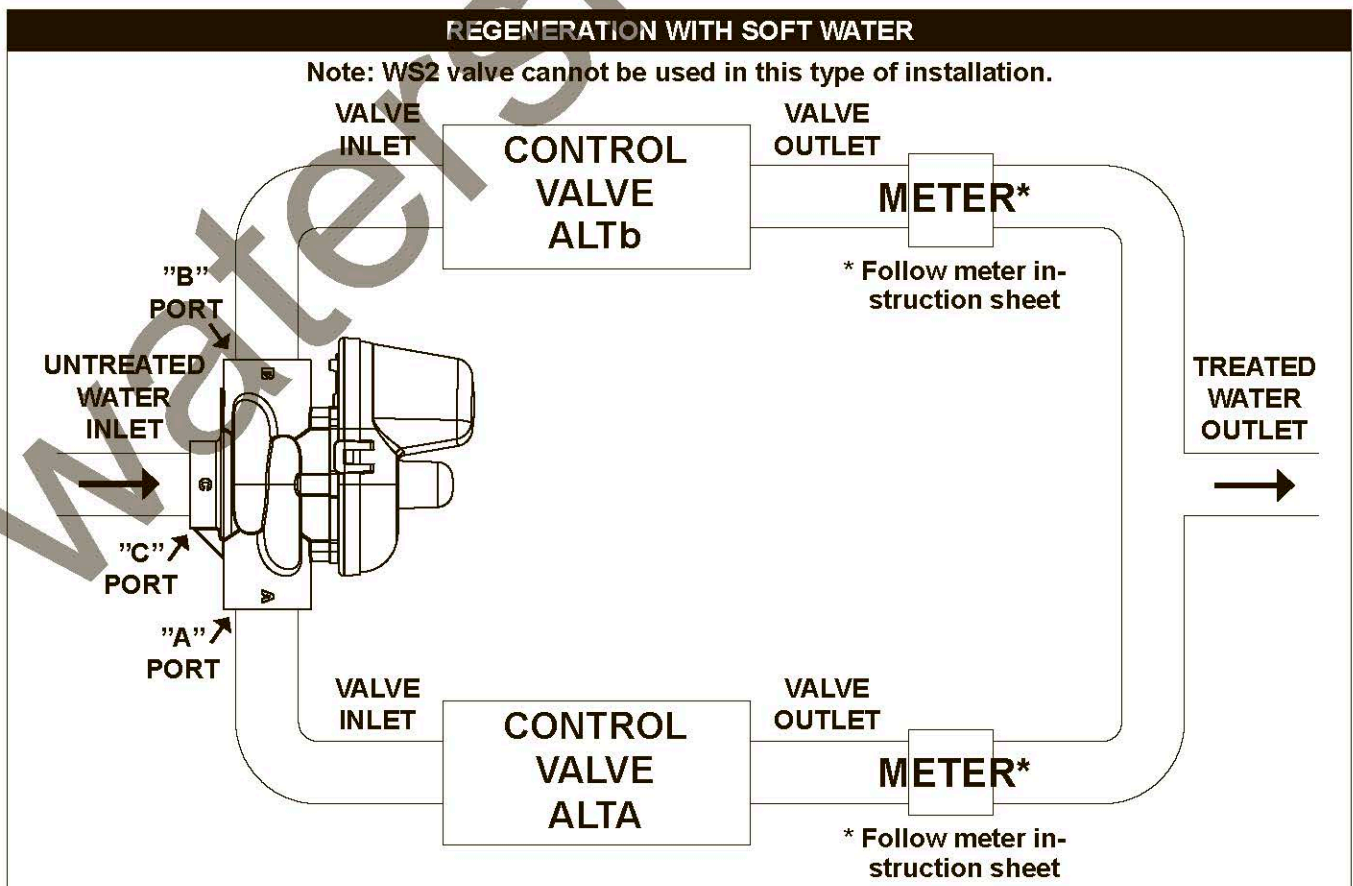 REGENERATION WITH SOFT WATER
Note: WS2 valve cannot be used in this type of installation.
VALVE
INLET
CONTROL
VALVE
ALTb
VALVE
OUTLET
METER*
* Follow meter in-
struction sheet
”B”
PORT
UNTREATED
WATER
INLET
B
C
A
”C”
PORT
”A”
PORT
TREATED
WATER
OUTLET
VALVE
INLET
CONTROL
VALVE
ALTA
VALVE
OUTLET
METER*
* Follow meter in-
struction sheet
waters